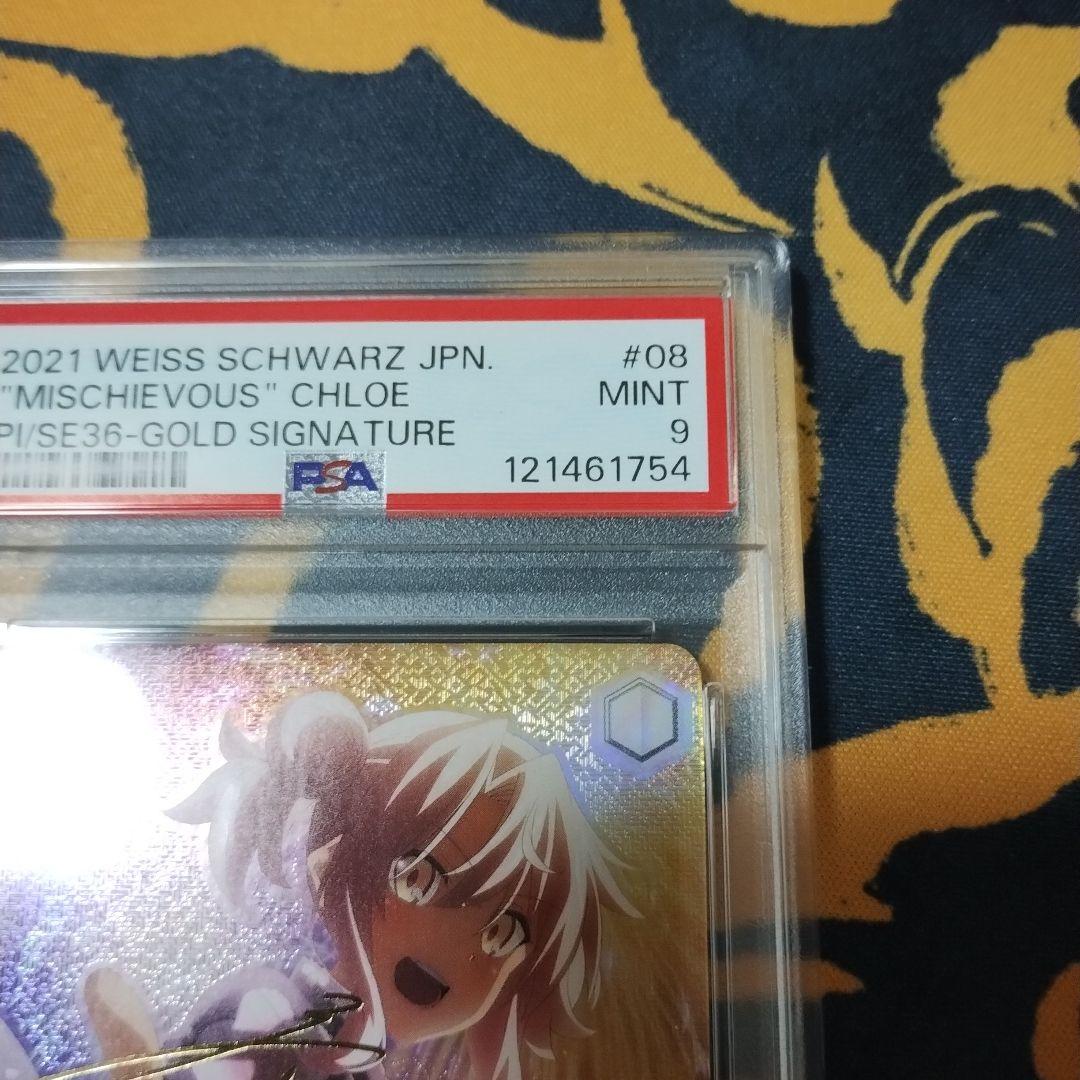 2021 WEISS SCHWARZ JPN. #08
"MISCHIEVOUS" CHLOE MINT
PI/SE36-GOLD SIGNATURE 9
PSA 121461754